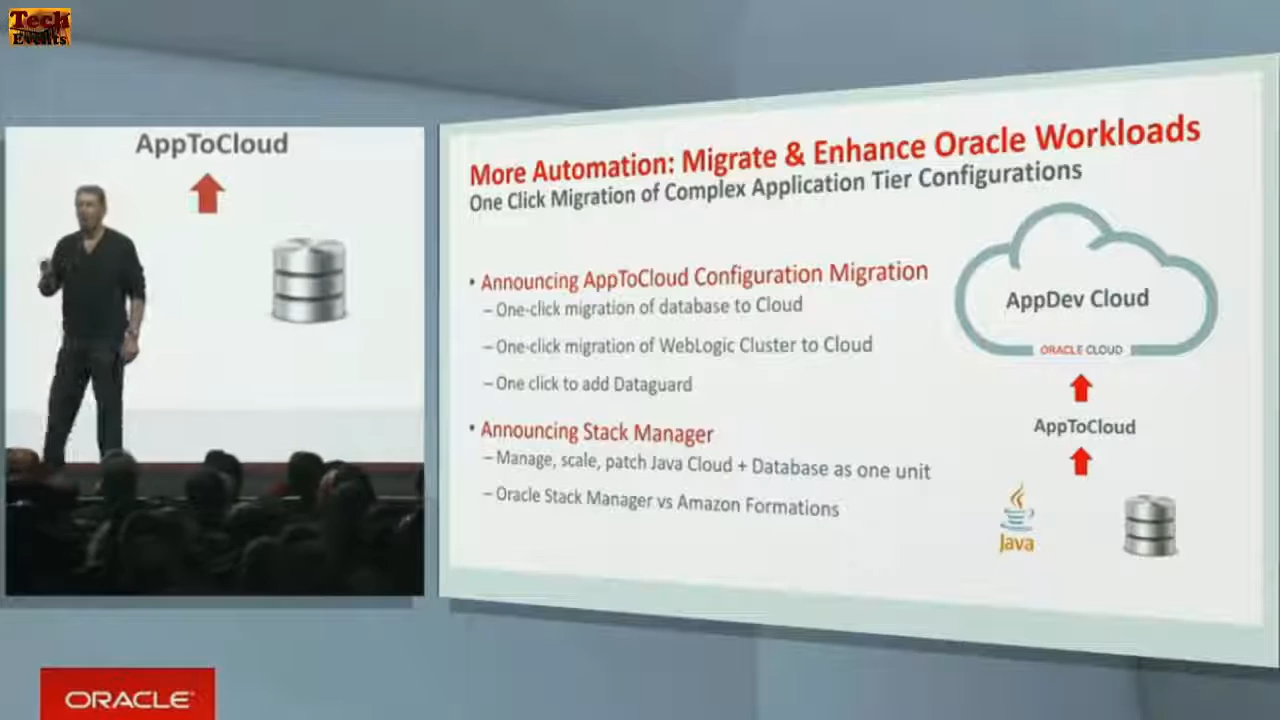 Tech
Events
AppToCloud
More Automation: Migrate & Enhance Oracle Workloads
One Click Migration of Complex Application Tier Configurations
• Announcing AppToCloud Configuration Migration
– One-click migration of database to Cloud
– One-click migration of WebLogic Cluster to Cloud
– One click to add Dataguard
• Announcing Stack Manager
– Manage, scale, patch Java Cloud + Database as one unit
– Oracle Stack Manager vs Amazon Formations
AppDev Cloud
ORACLE CLOUD
AppToCloud
Java
ORACLE®